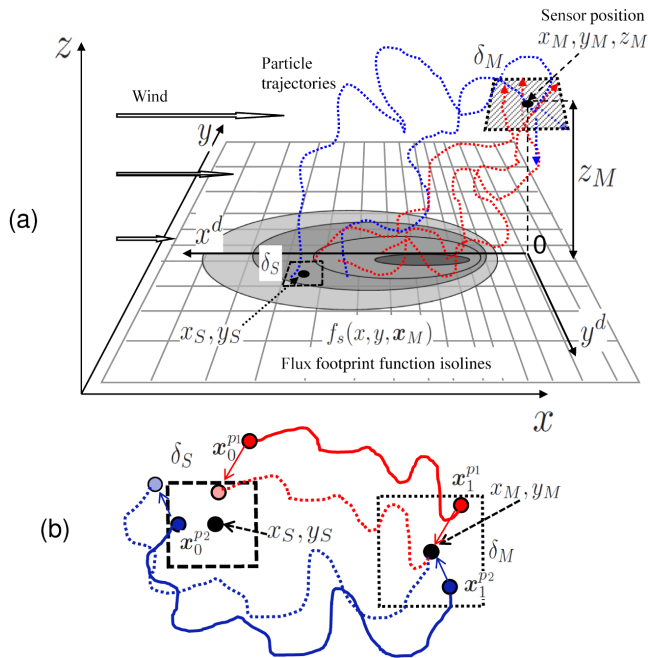 Sensor position
x_M, y_M, z_M
z
δ_M
Particle
trajectories
Wind
y
z_M
(a)
x^d
0
δ_S
x_S, y_S
f_s(x, y, x_M)
y^d
Flux footprint function isolines
x
x_0^{p1}
δ_S
x_1^{p1}
x_M, y_M
(b)
x_0^{p2}
x_S, y_S
δ_M
x_1^{p2}